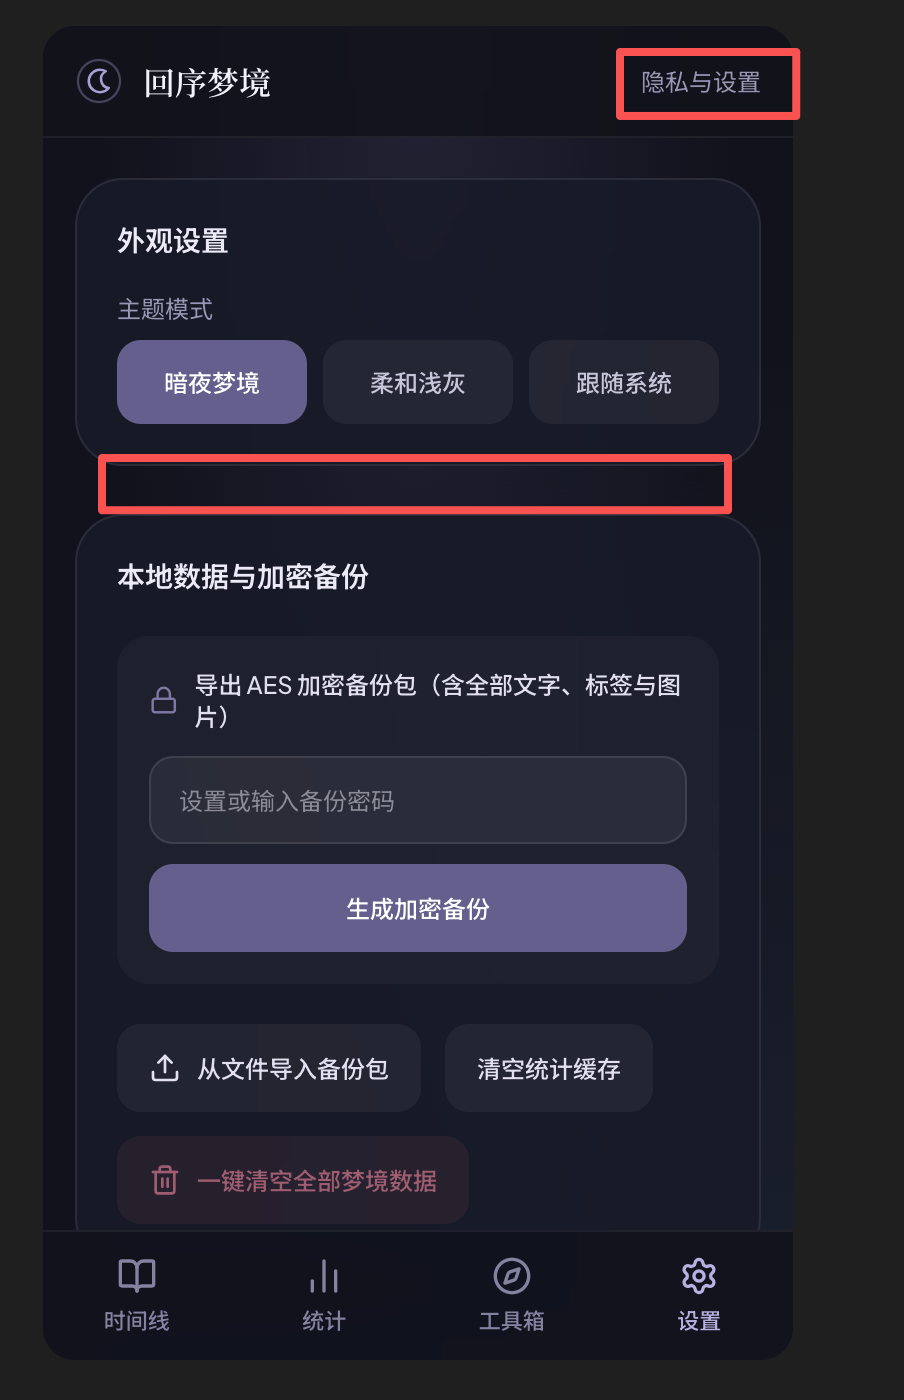 回序梦境
隐私与设置
外观设置
主题模式
暗夜梦境
柔和浅灰
跟随系统
本地数据与加密备份
导出 AES 加密备份包（含全部文字、标签与图
片）
设置或输入备份密码
生成加密备份
从文件导入备份包
清空统计缓存
一键清空全部梦境数据
时间线
统计
工具箱
设置